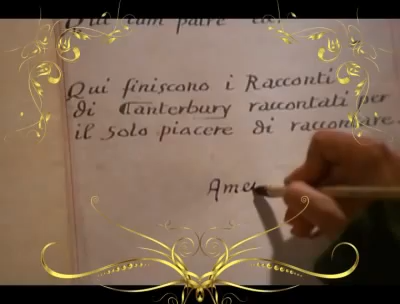 Qui finiscono i Racconti
di Canterbury raccontati per
il solo piacere di raccontare.
Ame